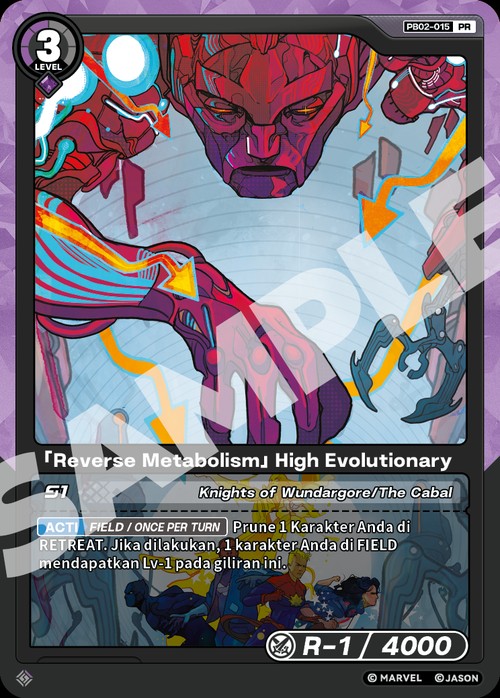 PB02-015 PR
3
LEVEL
「Reverse Metabolism」 High Evolutionary
S1
Knights of Wundargore/The Cabal
ACT FIELD / ONCE PER TURN Prune 1 Karakter Anda di
RETREAT. Jika dilakukan, 1 karakter Anda di FIELD
mendapatkan Lv-1 pada giliran ini.
R-1 / 4000
© MARVEL ©JASON
SAMPLE